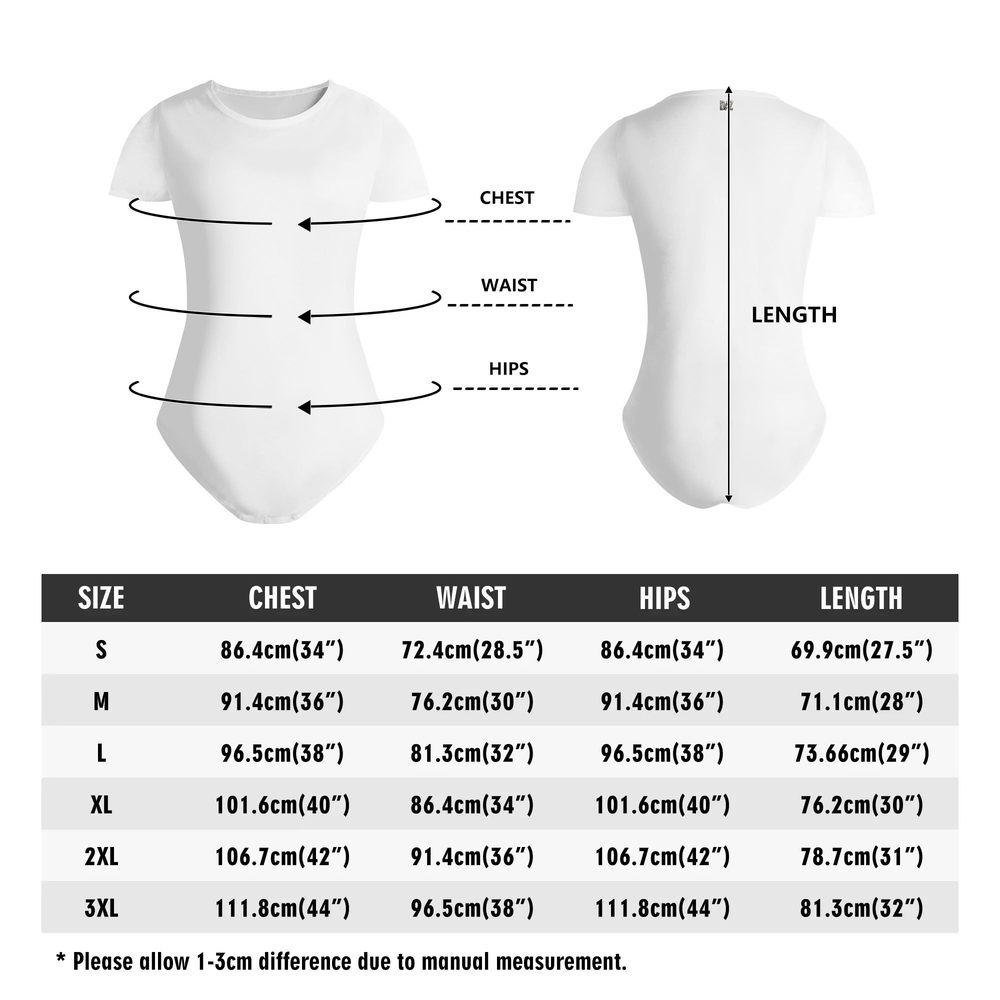 CHEST
WAIST
LENGTH
HIPS
SIZE CHEST WAIST HIPS LENGTH
S 86.4cm(34”) 72.4cm(28.5”) 86.4cm(34”) 69.9cm(27.5”)
M 91.4cm(36”) 76.2cm(30”) 91.4cm(36”) 71.1cm(28”)
L 96.5cm(38”) 81.3cm(32”) 96.5cm(38”) 73.66cm(29”)
XL 101.6cm(40”) 86.4cm(34”) 101.6cm(40”) 76.2cm(30”)
2XL 106.7cm(42”) 91.4cm(36”) 106.7cm(42”) 78.7cm(31”)
3XL 111.8cm(44”) 96.5cm(38”) 111.8cm(44”) 81.3cm(32”)
* Please allow 1-3cm difference due to manual measurement.